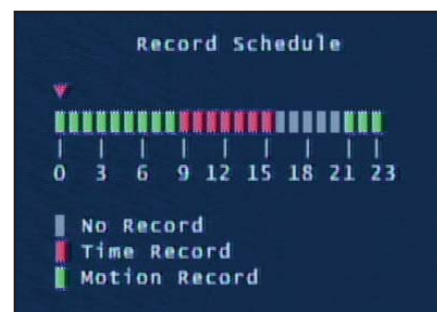 Record Schedule
0 3 6 9 12 15 18 21 23
No Record
Time Record
Motion Record